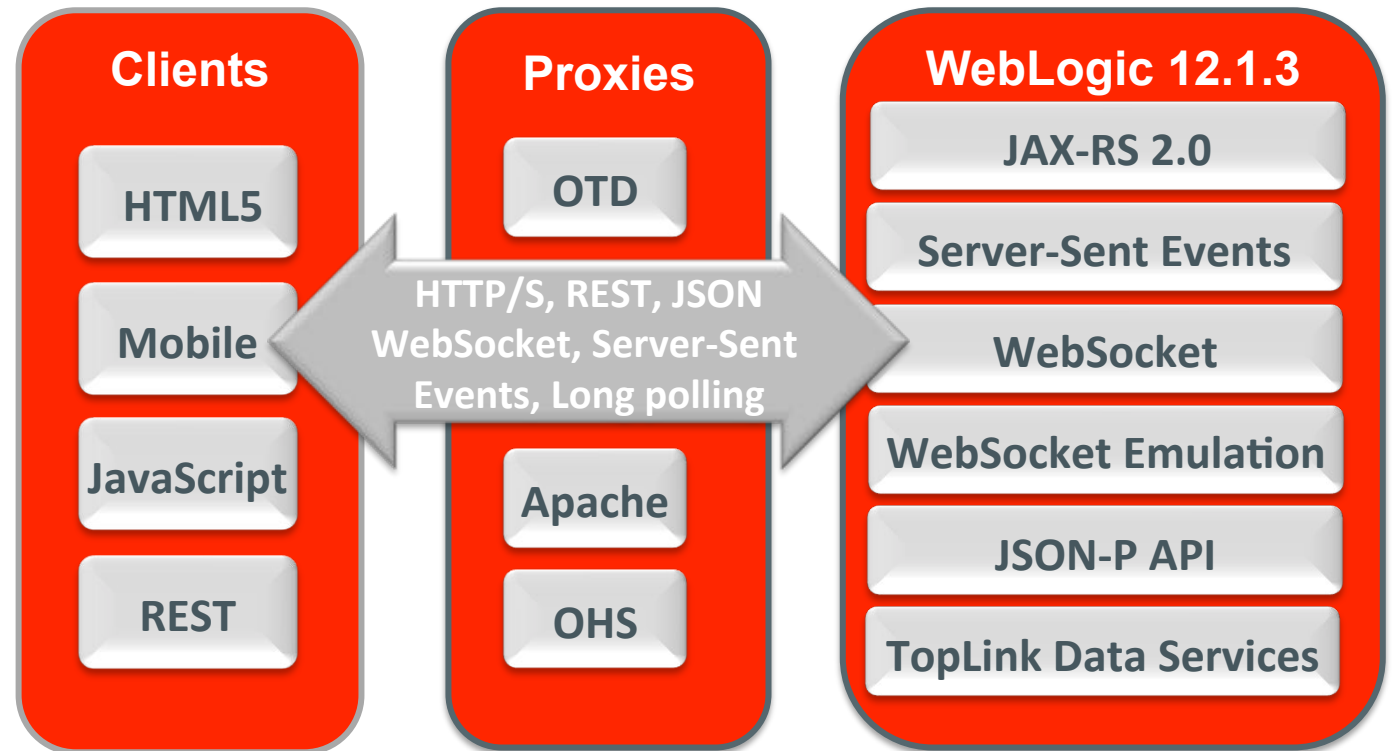 Clients
HTML5
Mobile
JavaScript
REST
Proxies
OTD
HTTP/S, REST, JSON
WebSocket, Server-Sent
Events, Long polling
Apache
OHS
WebLogic 12.1.3
JAX-RS 2.0
Server-Sent Events
WebSocket
WebSocket Emulation
JSON-P API
TopLink Data Services